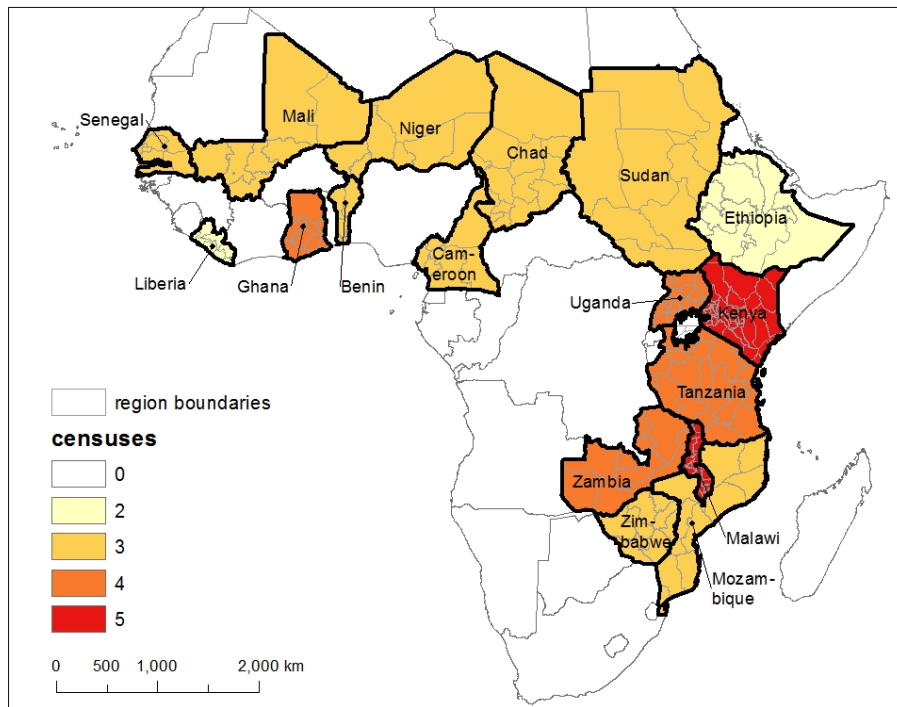 Senegal
Mali
Niger
Chad
Sudan
Ethiopia
Liberia
Ghana
Benin
Cam-
eroon
Uganda
Kenya
Tanzania
Zambia
Zim-
babwe
Malawi
Mozam-
bique
region boundaries
censuses
0
2
3
4
5
0 500 1,000 2,000 km